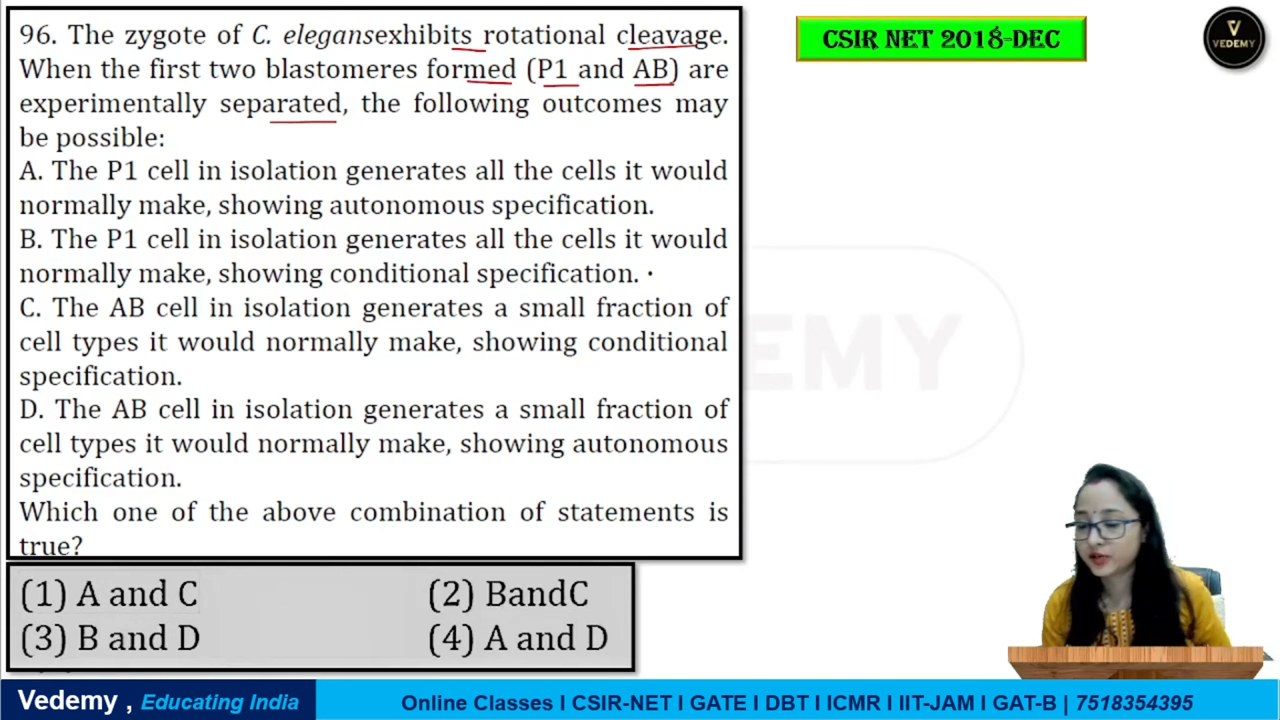 96. The zygote of C. elegansexhibits rotational cleavage.
When the first two blastomeres formed (P1 and AB) are
experimentally separated, the following outcomes may
be possible:
A. The P1 cell in isolation generates all the cells it would
normally make, showing autonomous specification.
B. The P1 cell in isolation generates all the cells it would
normally make, showing conditional specification.
C. The AB cell in isolation generates a small fraction of
cell types it would normally make, showing conditional
specification.
D. The AB cell in isolation generates a small fraction of
cell types it would normally make, showing autonomous
specification.
Which one of the above combination of statements is
true?
(1) A and C (2) BandC
(3) B and D (4) A and D
CSIR NET 2018-DEC
V
VEDEMY
EMY
Vedemy , Educating India
Online Classes I CSIR-NET I GATE I DBT I ICMR I IIT-JAM I GAT-B | 7518354395